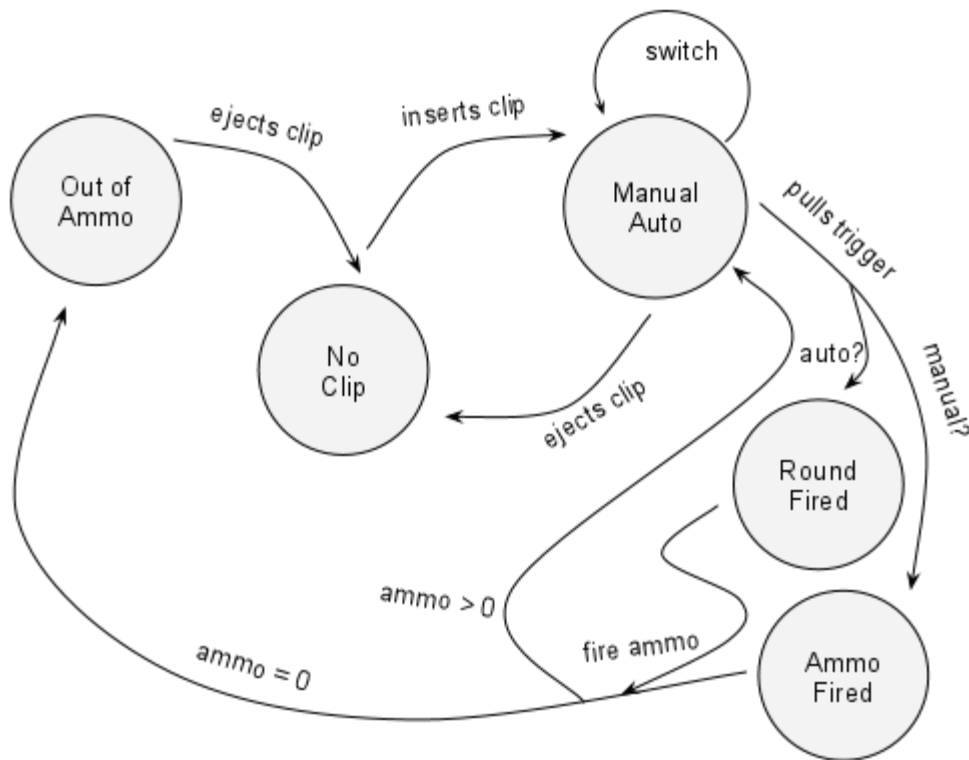 switch
ejects clip
inserts clip
Out of
Ammo
Manual
Auto
pulls trigger
No
Clip
auto?
manual?
ejects clip
Round
Fired
ammo > 0
fire ammo
ammo = 0
Ammo
Fired